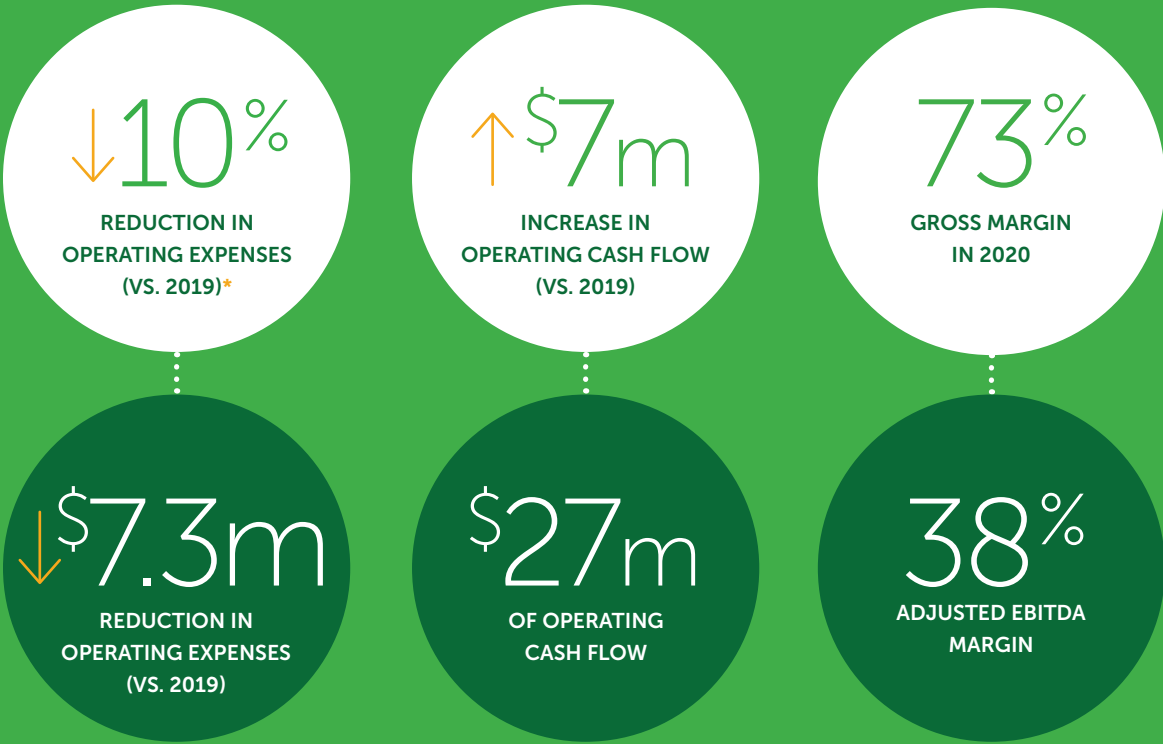 ↓10%
REDUCTION IN
OPERATING EXPENSES
(VS. 2019)*
↑$7m
INCREASE IN
OPERATING CASH FLOW
(VS. 2019)
73%
GROSS MARGIN
IN 2020
↓$7.3m
REDUCTION IN
OPERATING EXPENSES
(VS. 2019)
$27m
OF OPERATING
CASH FLOW
38%
ADJUSTED EBITDA
MARGIN